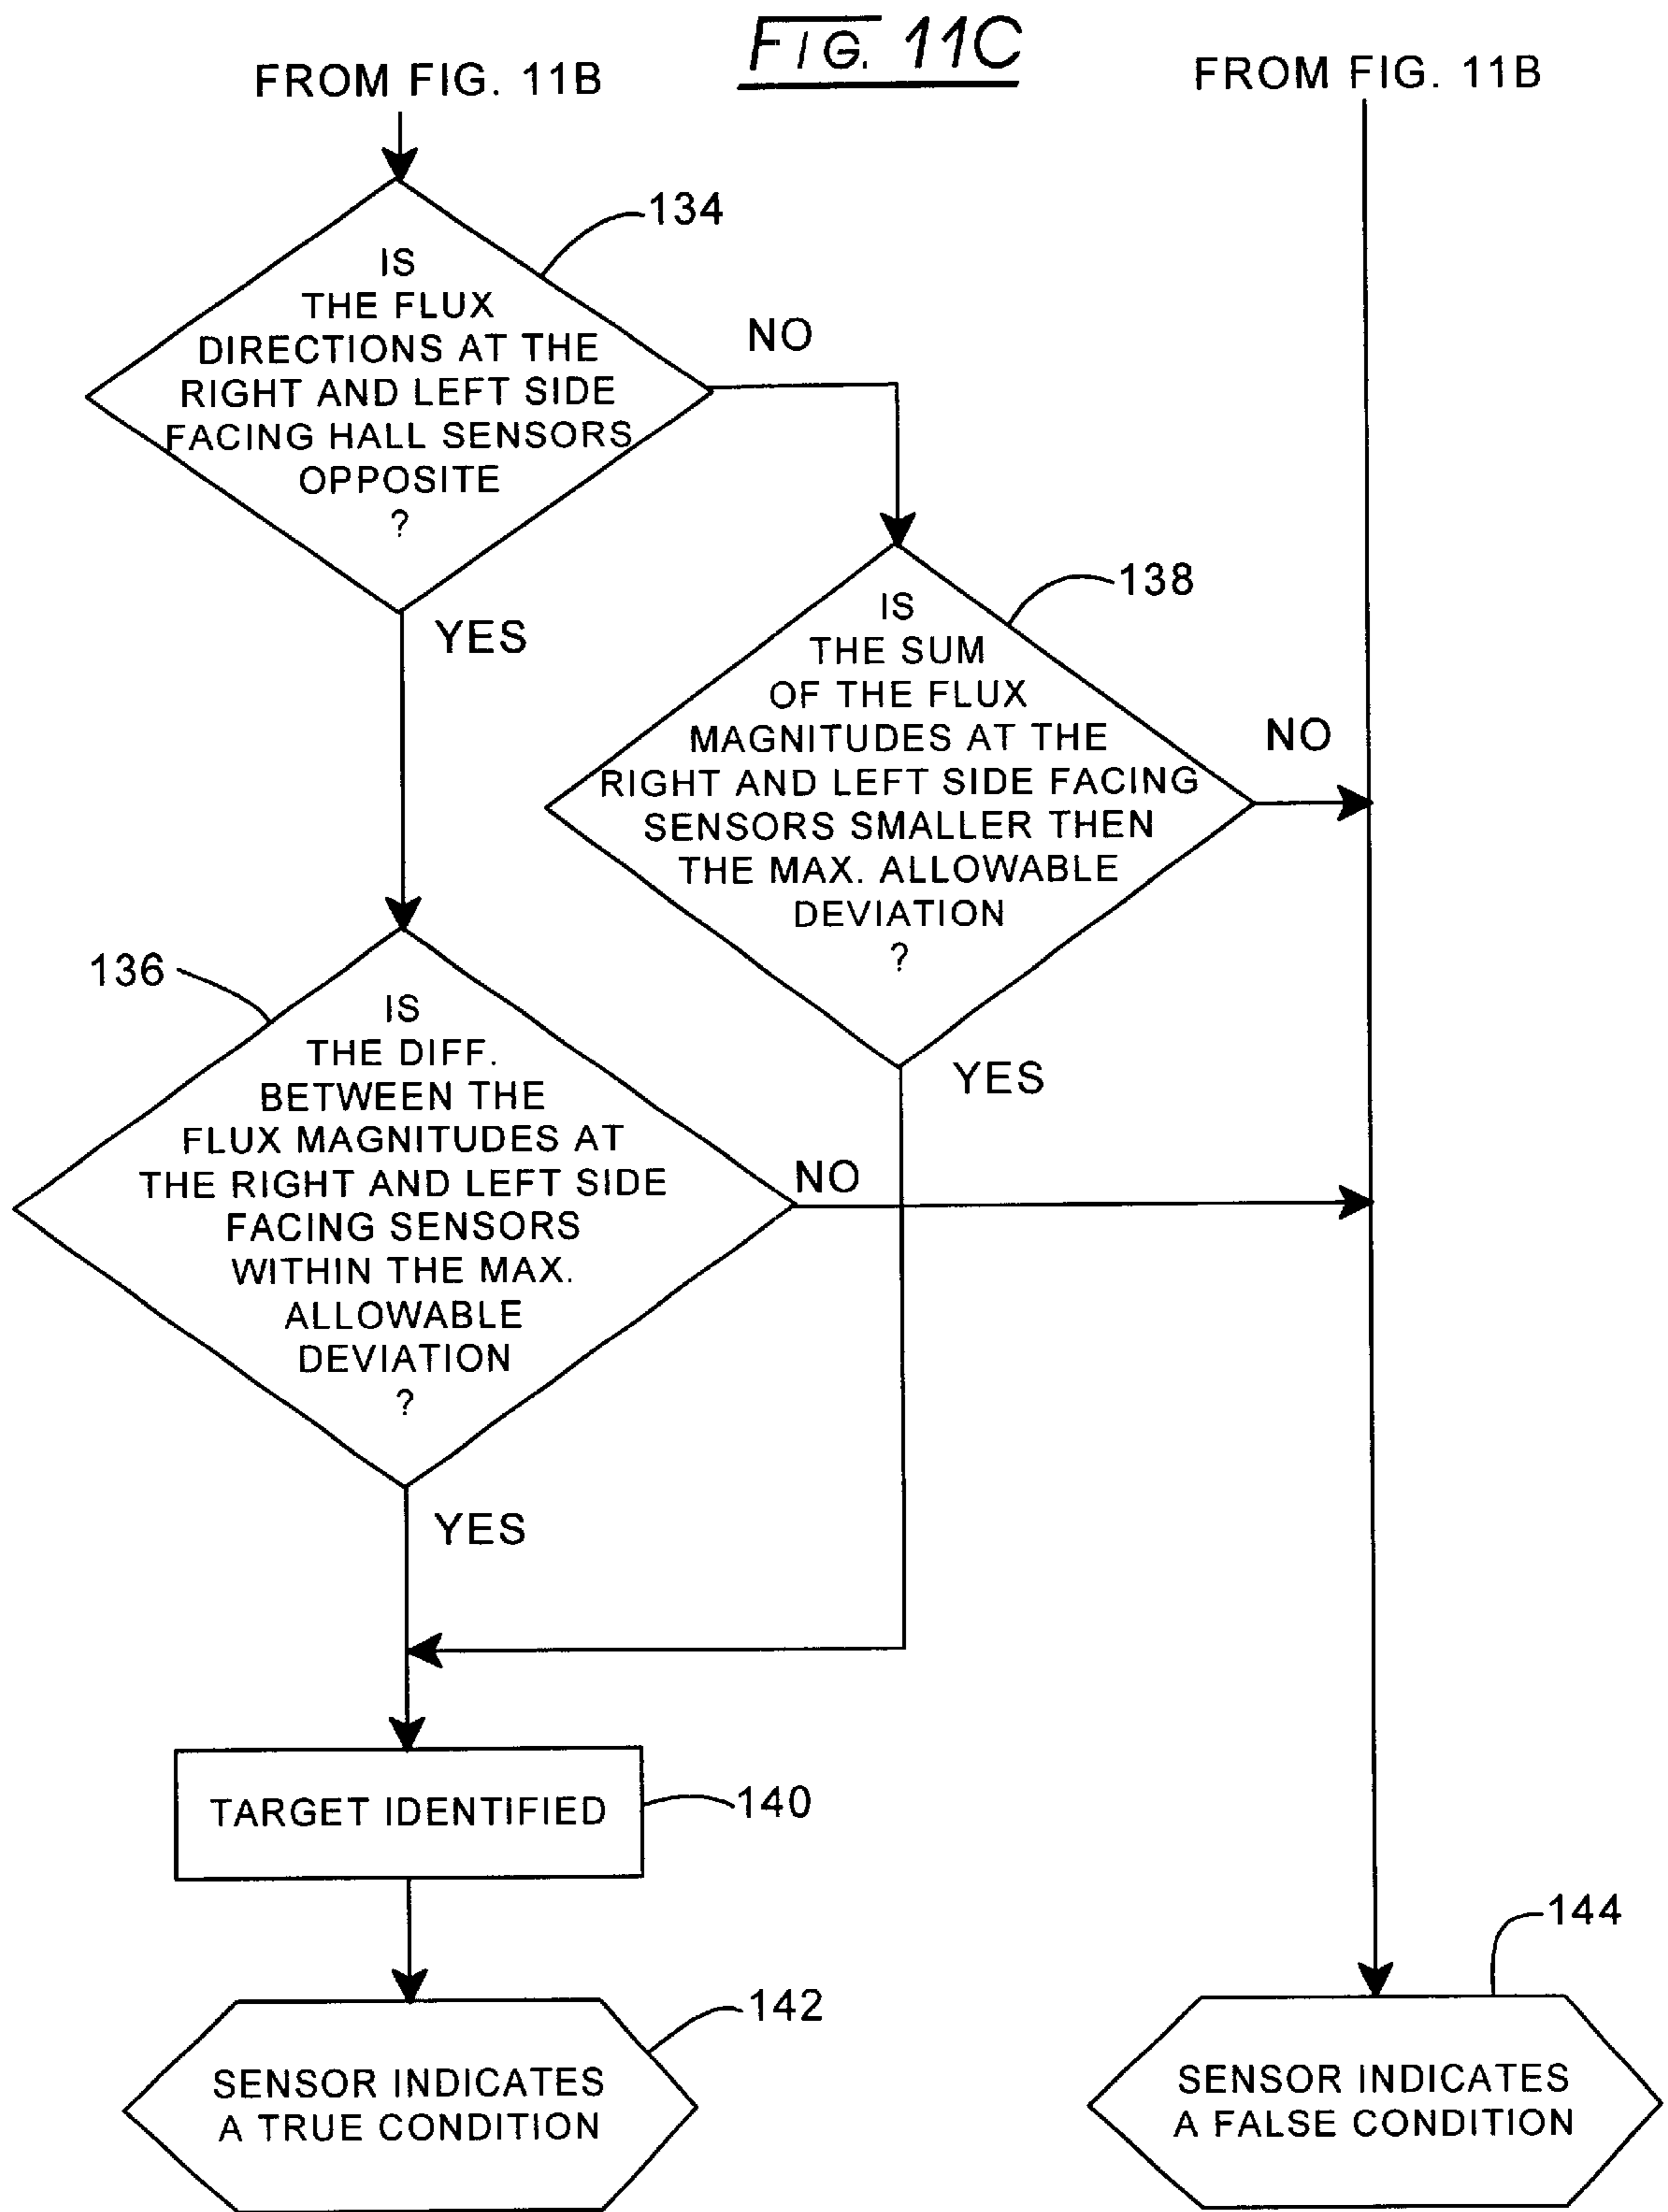 FIG. 11C
FROM FIG. 11B
FROM FIG. 11B
134
IS
THE FLUX
DIRECTIONS AT THE
RIGHT AND LEFT SIDE
FACING HALL SENSORS
OPPOSITE
?
NO
YES
138
IS
THE SUM
OF THE FLUX
MAGNITUDES AT THE
RIGHT AND LEFT SIDE FACING
SENSORS SMALLER THEN
THE MAX. ALLOWABLE
DEVIATION
?
NO
YES
136
IS
THE DIFF.
BETWEEN THE
FLUX MAGNITUDES AT
THE RIGHT AND LEFT SIDE
FACING SENSORS
WITHIN THE MAX.
ALLOWABLE
DEVIATION
?
NO
YES
TARGET IDENTIFIED
140
142
SENSOR INDICATES
A TRUE CONDITION
144
SENSOR INDICATES
A FALSE CONDITION